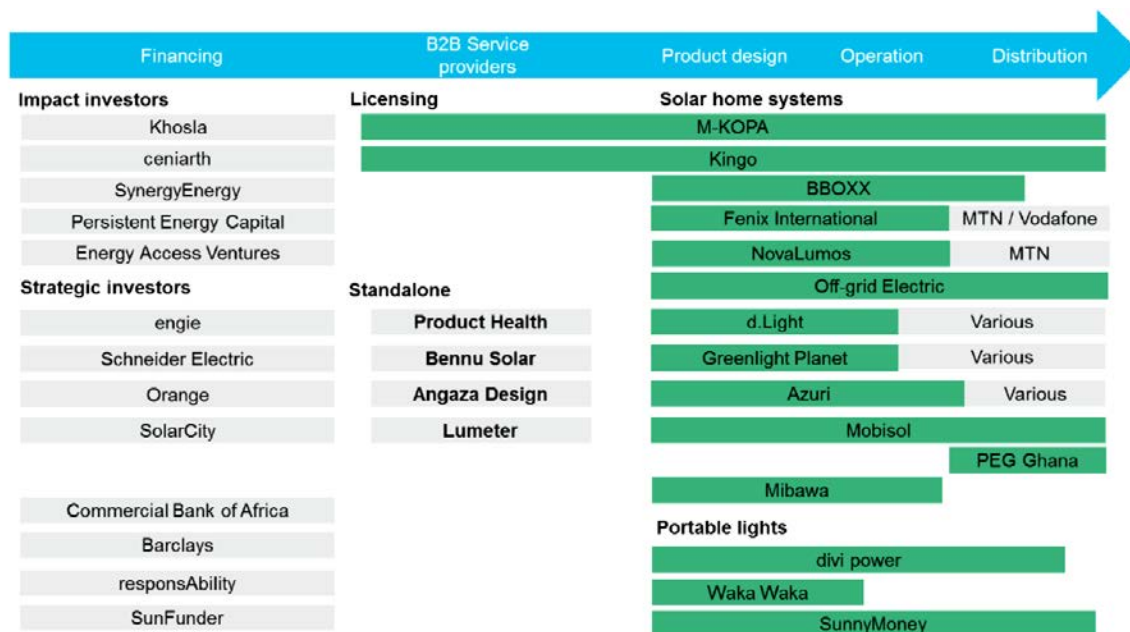 Financing
B2B Service
providers
Product design
Operation
Distribution
Impact investors
Khosla
ceniarth
SynergyEnergy
Persistent Energy Capital
Energy Access Ventures
Strategic investors
engie
Schneider Electric
Orange
SolarCity
Commercial Bank of Africa
Barclays
responsAbility
SunFunder
Licensing
Standalone
Product Health
Bennu Solar
Angaza Design
Lumeter
Solar home systems
M-KOPA
Kingo
BBOXX
Fenix International
MTN / Vodafone
NovaLumos
MTN
Off-grid Electric
d.Light
Various
Greenlight Planet
Various
Azuri
Various
Mobisol
PEG Ghana
Mibawa
Portable lights
divi power
Waka Waka
SunnyMoney